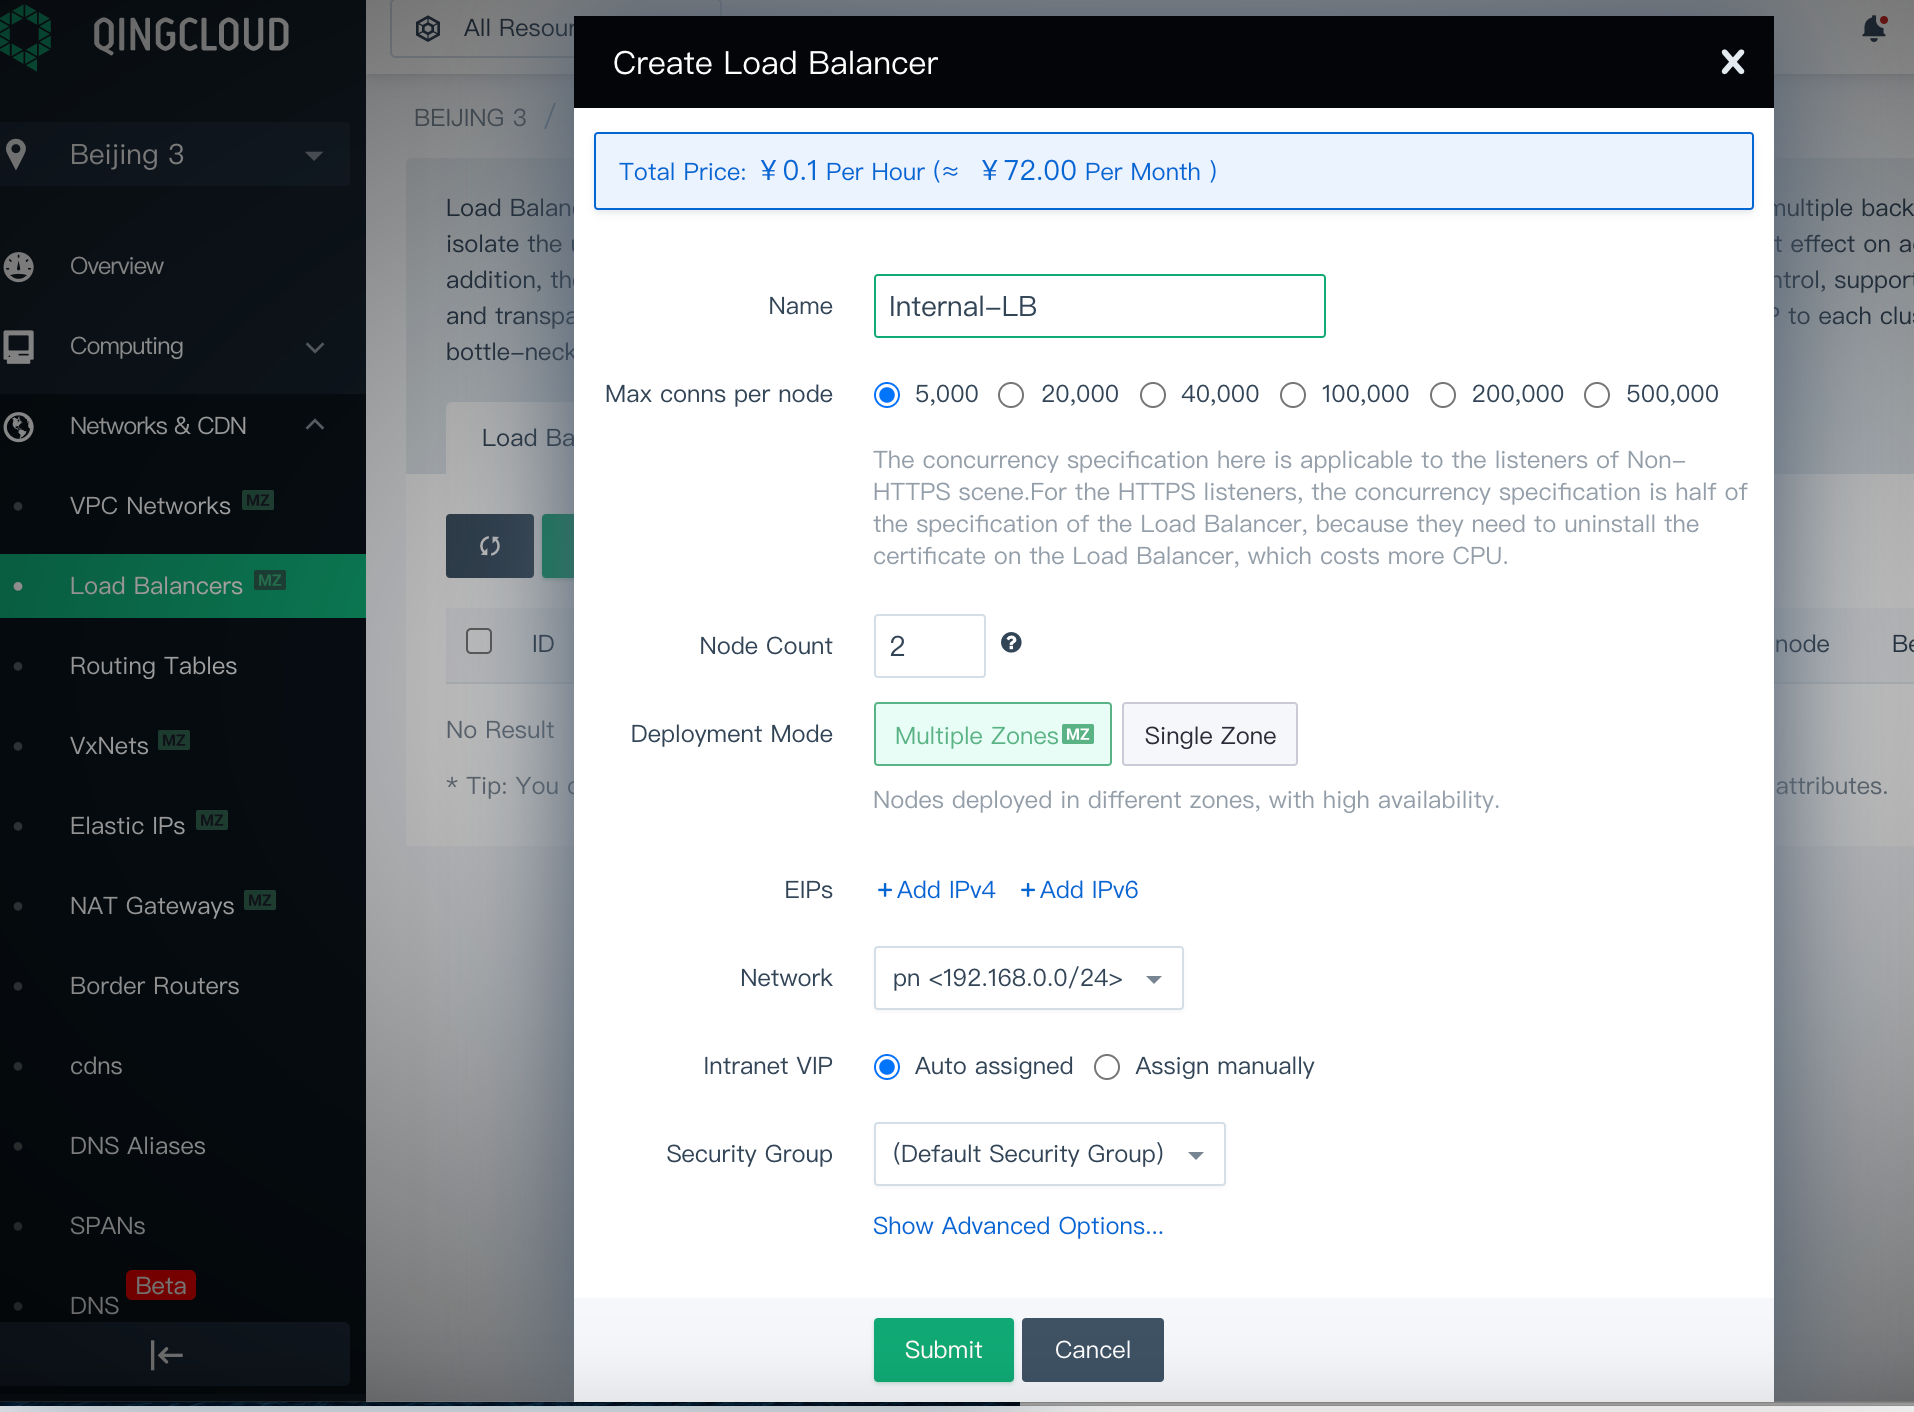 QINGCLOUD
Beijing 3
Overview
Computing
Networks & CDN
VPC Networks MZ
Load Balancers MZ
Routing Tables
VxNets MZ
Elastic IPs MZ
NAT Gateways MZ
Border Routers
cdns
DNS Aliases
SPANs
DNS Beta
All Resour
BEIJING 3 /
Load Balan
isolate the
addition, th
and transpa
bottle-neck
multiple back
t effect on a
ntrol, support
P to each clu
Load Ba
ID
node
Be
No Result
* Tip: You
attributes.
Create Load Balancer
Total Price: ¥ 0.1 Per Hour (≈ ¥ 72.00 Per Month )
Name Internal-LB
Max conns per node 5,000 20,000 40,000 100,000 200,000 500,000
The concurrency specification here is applicable to the listeners of Non-
HTTPS scene.For the HTTPS listeners, the concurrency specification is half of
the specification of the Load Balancer, because they need to uninstall the
certificate on the Load Balancer, which costs more CPU.
Node Count 2
Deployment Mode Multiple Zones MZ Single Zone
Nodes deployed in different zones, with high availability.
EIPs +Add IPv4 +Add IPv6
Network pn <192.168.0.0/24>
Intranet VIP Auto assigned Assign manually
Security Group (Default Security Group)
Show Advanced Options...
Submit Cancel